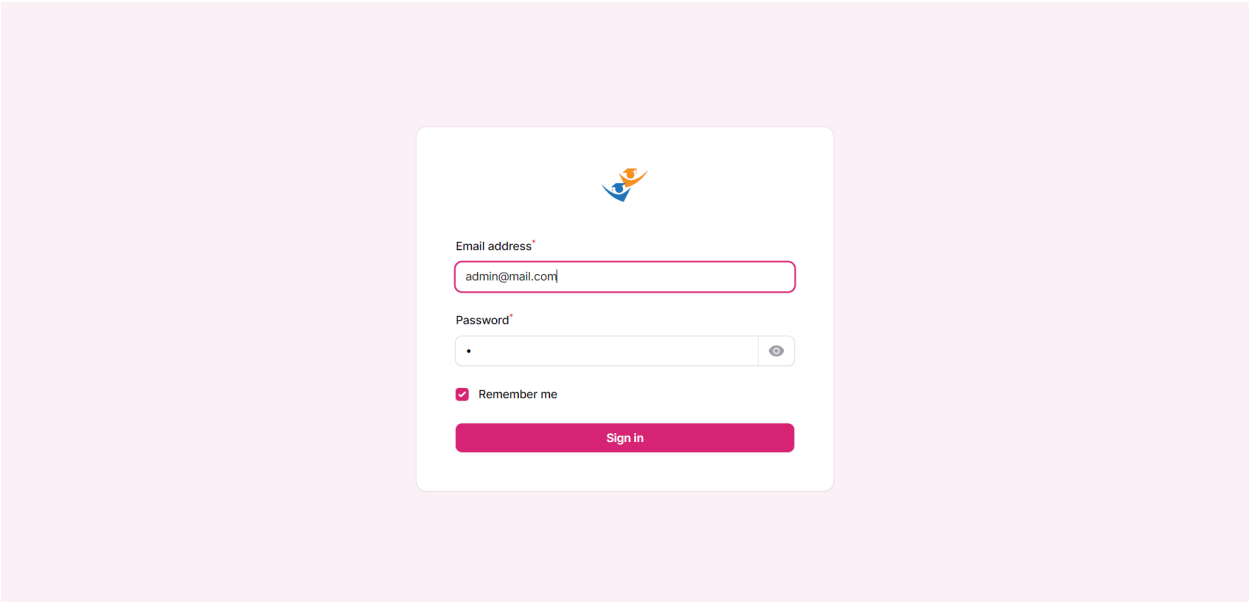 Email address*
admin@mail.com
Password*
•
Remember me
Sign in